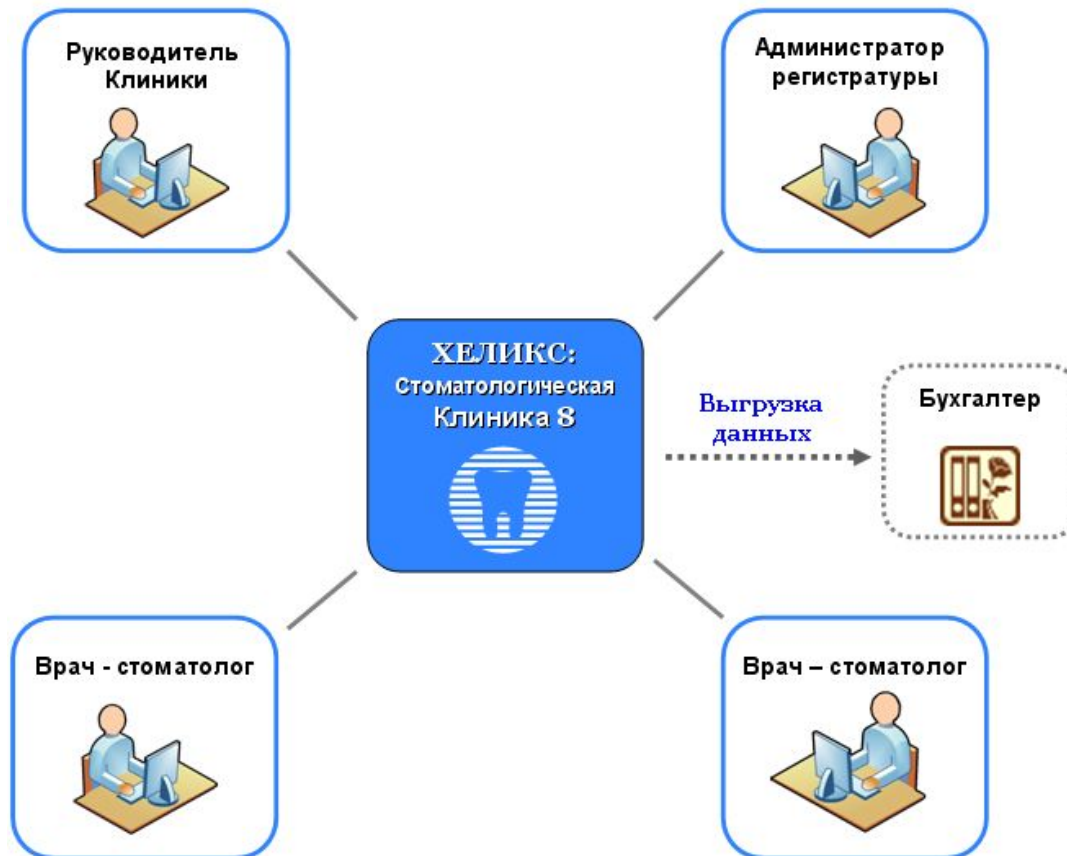 Руководитель
Клиники
Администратор
регистратуры
ХЕЛИКС:
Стоматологическая
Клиника 8
Выгрузка
данных
Бухгалтер
Врач - стоматолог
Врач – стоматолог